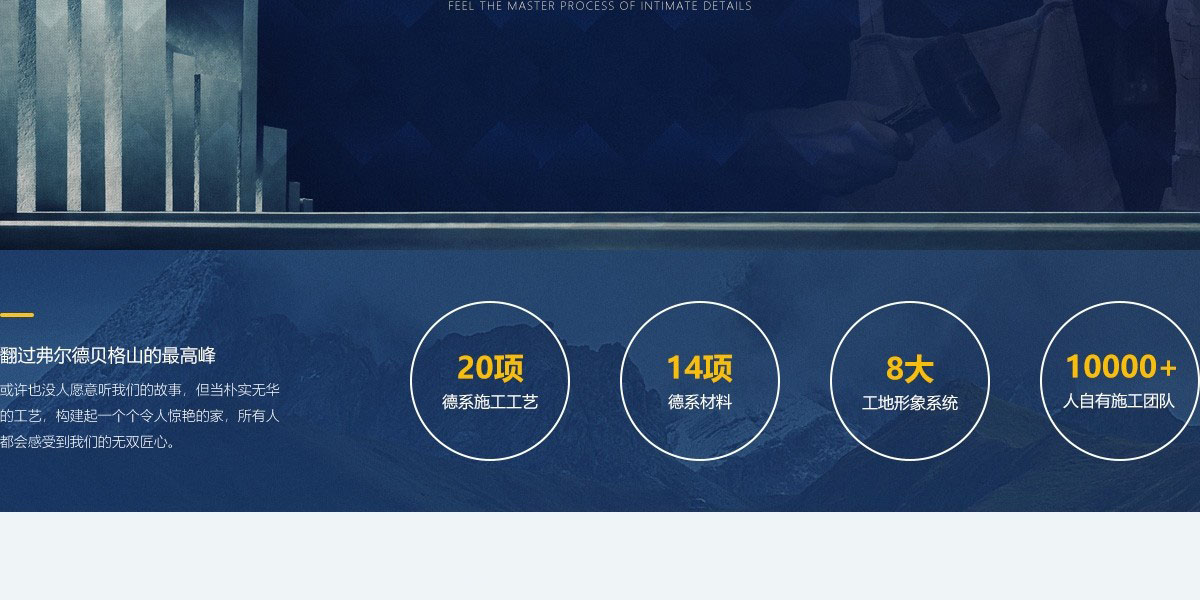 FEEL THE MASTER PROCESS OF INTIMATE DETAILS
翻过弗尔德贝格山的最高峰
或许也没人愿意听我们的故事，但当朴实无华
的工艺，构建起一个个令人惊艳的家，所有人
都会感受到我们的无双匠心。
20项
德系施工工艺
14项
德系材料
8大
工地形象系统
10000+
人自有施工团队